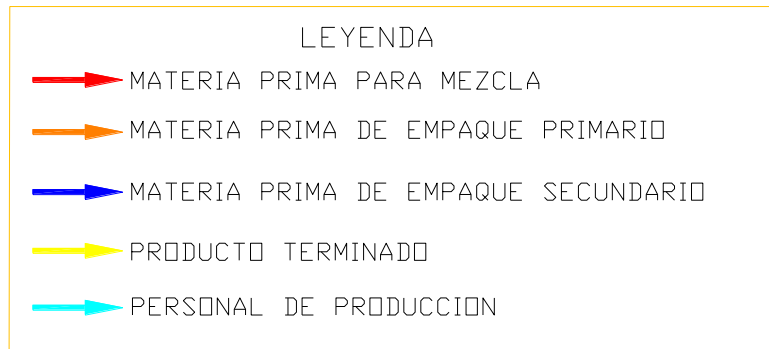 LEYENDA
MATERIA PRIMA PARA MEZCLA
MATERIA PRIMA DE EMPAQUE PRIMARIO
MATERIA PRIMA DE EMPAQUE SECUNDARIO
PRODUCTO TERMINADO
PERSONAL DE PRODUCCION